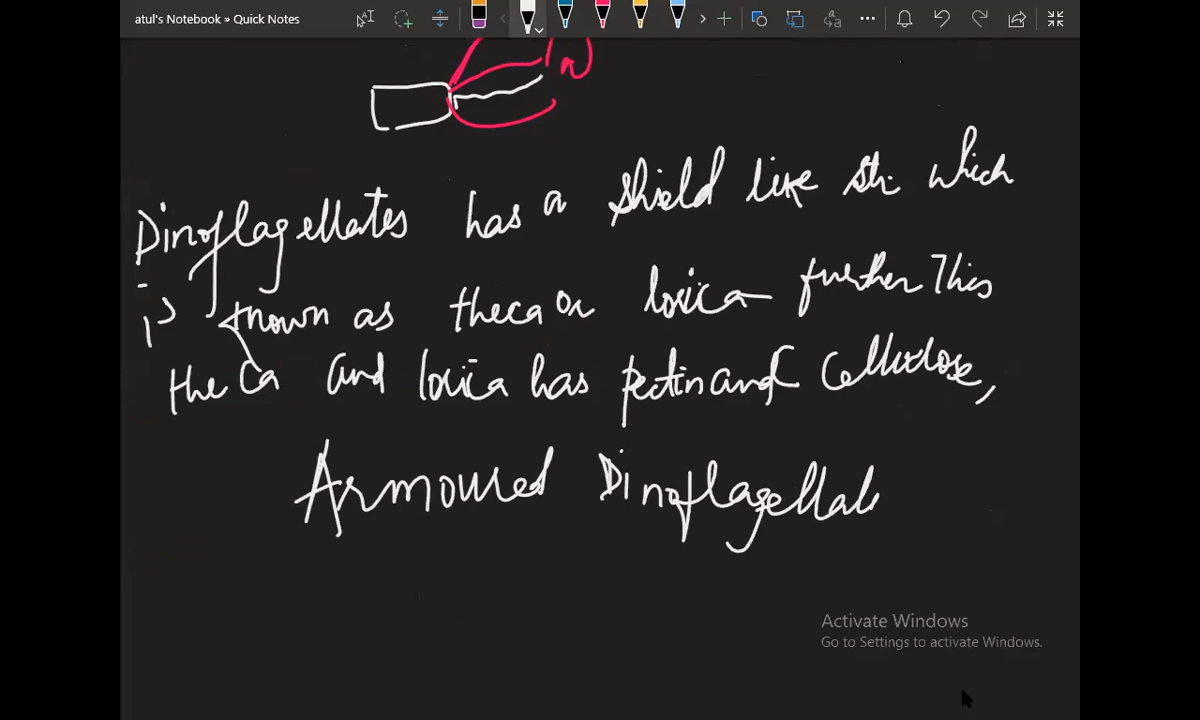 atul's Notebook » Quick Notes
Dinoflagellates has a shield like str. which
is known as theca or lorica further This
theca and lorica has pectin and cellulose,
Armoured Dinoflagellate
Activate Windows
Go to Settings to activate Windows.